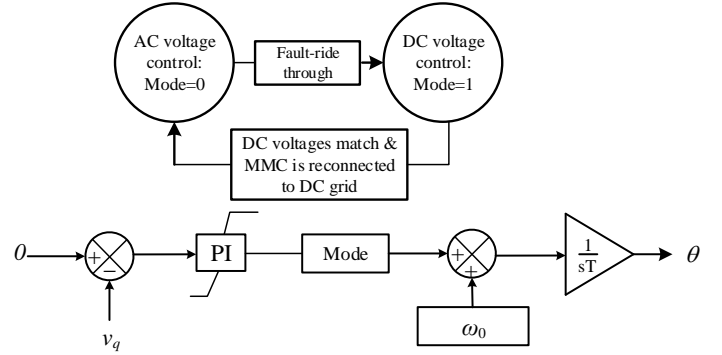 AC voltage
control:
Mode=0
Fault-ride
through
DC voltage
control:
Mode=1
DC voltages match &
MMC is reconnected
to DC grid
0
+
−
v_q
PI
Mode
+
+
ω₀
1
sT
θ